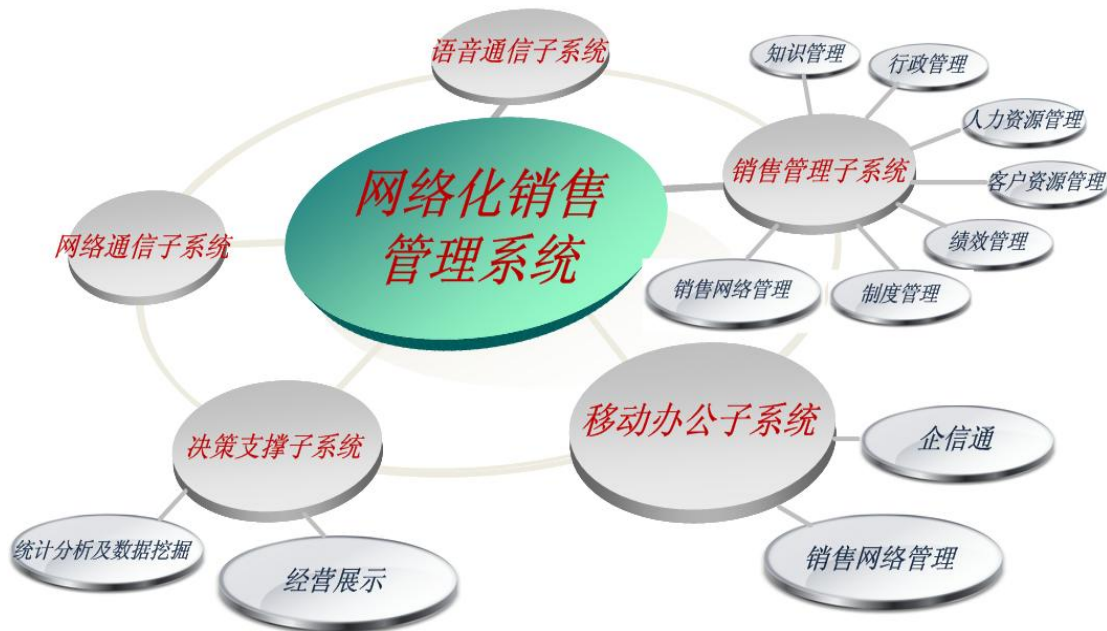 语音通信子系统
知识管理
行政管理
人力资源管理
销售管理子系统
客户资源管理
网络化销售
管理系统
网络通信子系统
绩效管理
销售网络管理
制度管理
移动办公子系统
决策支撑子系统
企信通
统计分析及数据挖掘
销售网络管理
经营展示